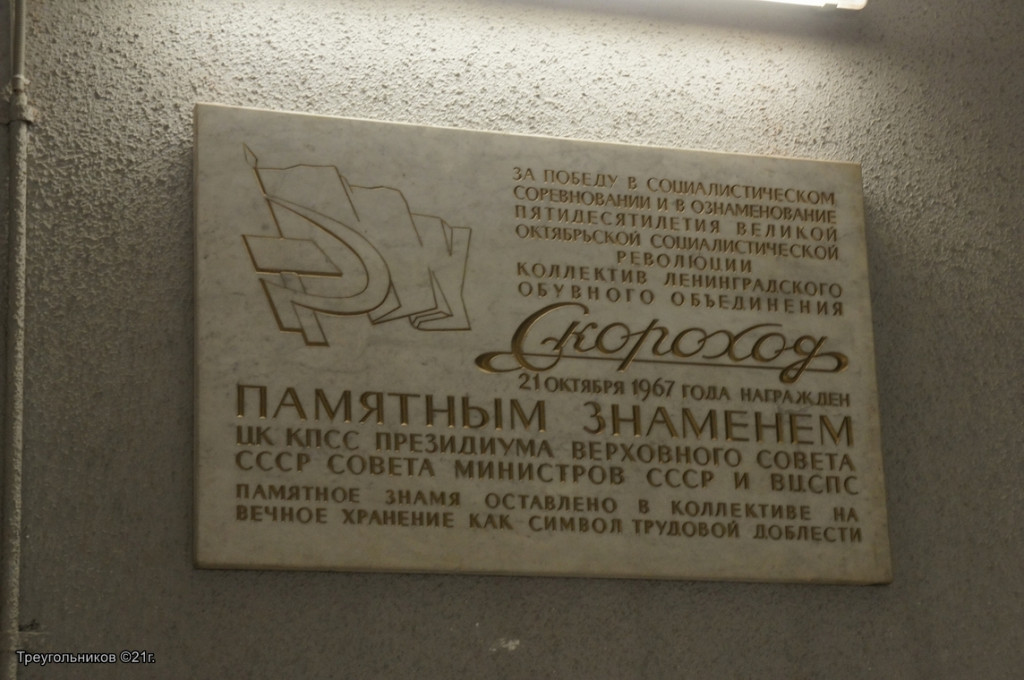 ЗА ПОБЕДУ В СОЦИАЛИСТИЧЕСКОМ
СОРЕВНОВАНИИ И В ОЗНАМЕНОВАНИЕ
ПЯТИДЕСЯТИЛЕТИЯ ВЕЛИКОЙ
ОКТЯБРЬСКОЙ СОЦИАЛИСТИЧЕСКОЙ
РЕВОЛЮЦИИ
КОЛЛЕКТИВ ЛЕНИНГРАДСКОГО
ОБУВНОГО ОБЪЕДИНЕНИЯ
Скороход
21 ОКТЯБРЯ 1967 ГОДА НАГРАЖДЕН
ПАМЯТНЫМ ЗНАМЕНЕМ
ЦК КПСС ПРЕЗИДИУМА ВЕРХОВНОГО СОВЕТА
СССР СОВЕТА МИНИСТРОВ СССР И ВЦСПС
ПАМЯТНОЕ ЗНАМЯ ОСТАВЛЕНО В КОЛЛЕКТИВЕ НА
ВЕЧНОЕ ХРАНЕНИЕ КАК СИМВОЛ ТРУДОВОЙ ДОБЛЕСТИ
Треугольников ©21г.